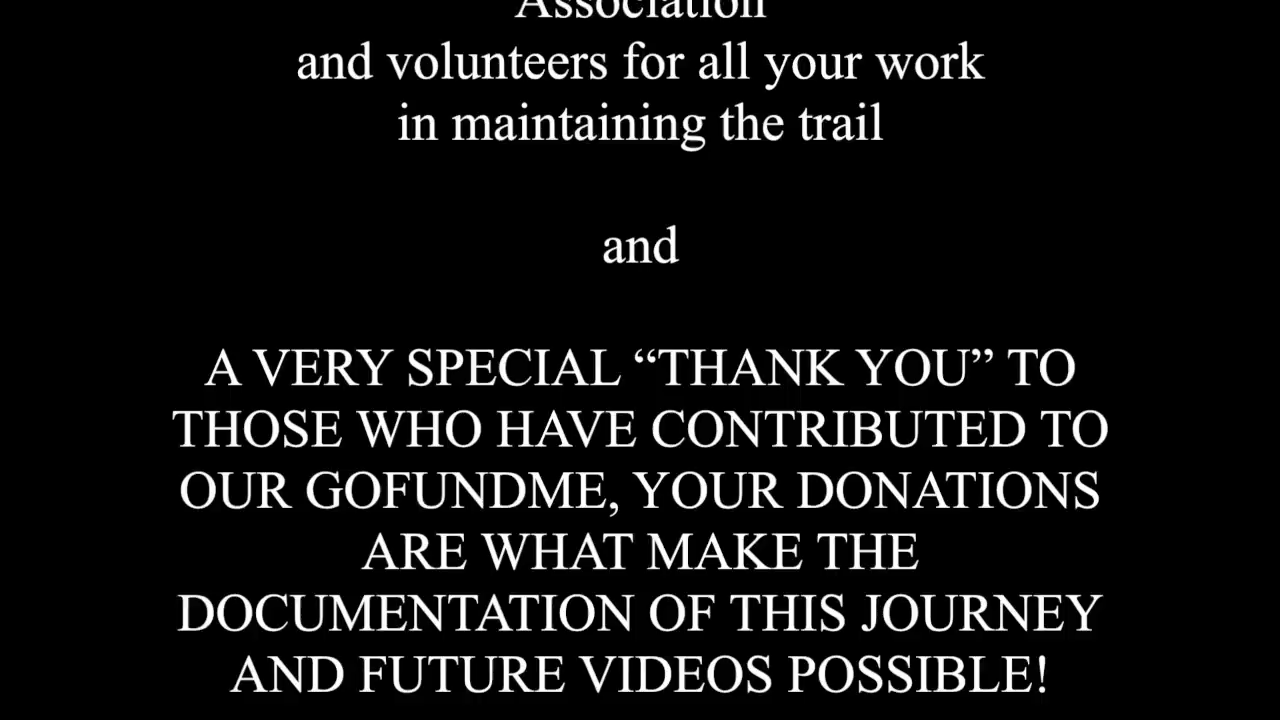 Association
and volunteers for all your work
in maintaining the trail
and
A VERY SPECIAL “THANK YOU” TO
THOSE WHO HAVE CONTRIBUTED TO
OUR GOFUNDME, YOUR DONATIONS
ARE WHAT MAKE THE
DOCUMENTATION OF THIS JOURNEY
AND FUTURE VIDEOS POSSIBLE!